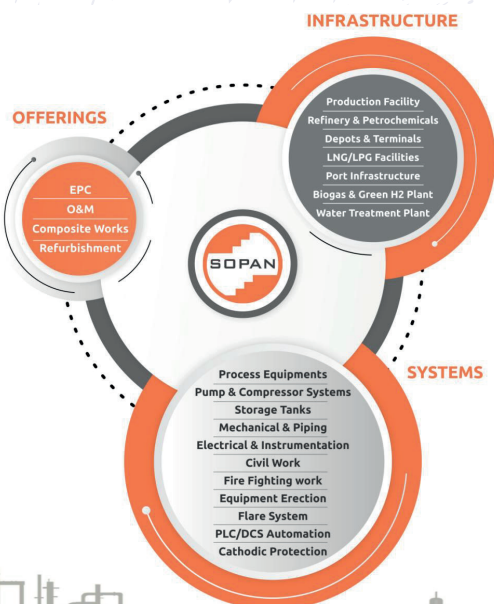 INFRASTRUCTURE
Production Facility
Refinery & Petrochemicals
Depots & Terminals
LNG/LPG Facilities
Port Infrastructure
Biogas & Green H2 Plant
Water Treatment Plant
OFFERINGS
EPC
O&M
Composite Works
Refurbishment
SOPAN
SYSTEMS
Process Equipments
Pump & Compressor Systems
Storage Tanks
Mechanical & Piping
Electrical & Instrumentation
Civil Work
Fire Fighting work
Equipment Erection
Flare System
PLC/DCS Automation
Cathodic Protection